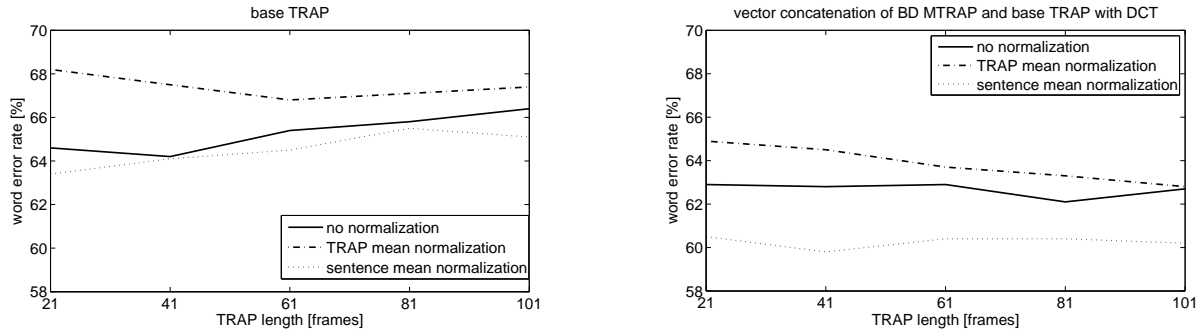 base TRAP
70
68
66
64
62
60
58
word error rate [%]
no normalization
TRAP mean normalization
sentence mean normalization
21 41 61 81 101
TRAP length [frames]
vector concatenation of BD MTRAP and base TRAP with DCT
70
68
66
64
62
60
58
word error rate [%]
no normalization
TRAP mean normalization
sentence mean normalization
21 41 61 81 101
TRAP length [frames]